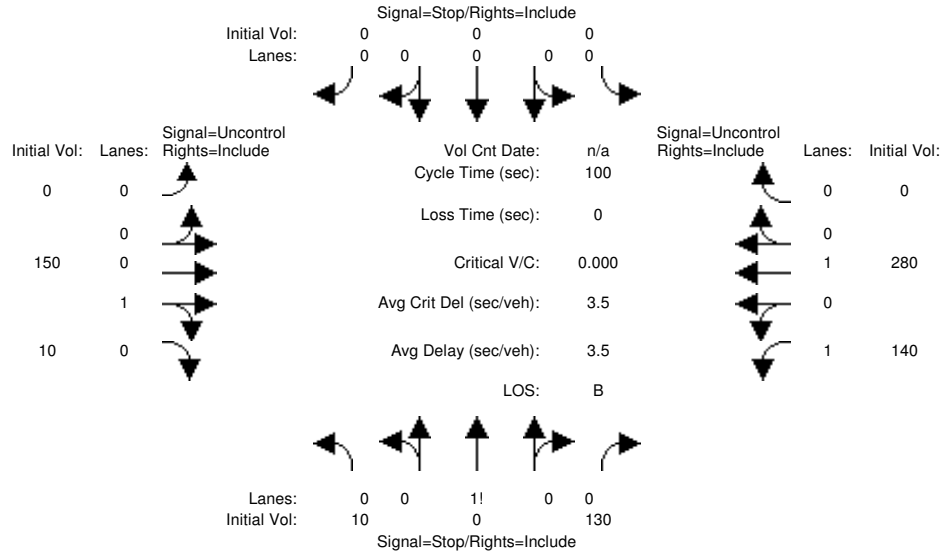 Signal=Stop/Rights=Include
Initial Vol: 0 0 0
Lanes: 0 0 0 0 0
Signal=Uncontrol Signal=Uncontrol
Initial Vol: Lanes: Rights=Include Vol Cnt Date: n/a Rights=Include Lanes: Initial Vol:
Cycle Time (sec): 100
0 0 0 0
Loss Time (sec): 0
0 0
150 0 Critical V/C: 0.000 1 280
1 Avg Crit Del (sec/veh): 3.5 0
10 0 Avg Delay (sec/veh): 3.5 1 140
LOS: B
Lanes: 0 0 1! 0 0
Initial Vol: 10 0 130
Signal=Stop/Rights=Include